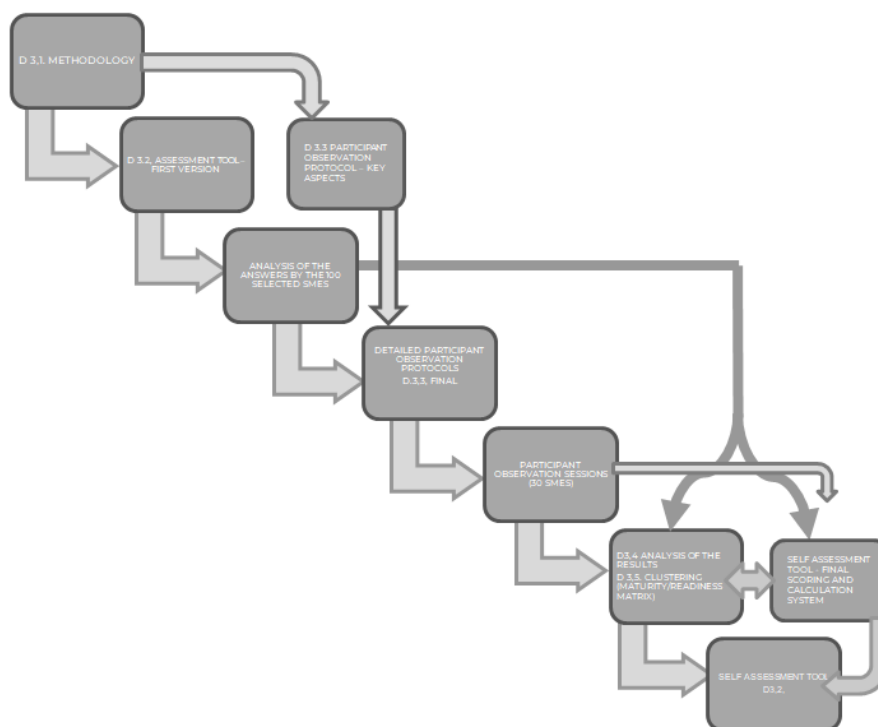 D 3,1. METHODOLOGY
D 3.2, ASSESSMENT TOOL-
FIRST VERSION
D 3.3 PARTICIPANT
OBSERVATION
PROTOCOL - KEY
ASPECTS
ANALYSIS OF THE
ANSWERS BY THE 100
SELECTED SMES
DETAILED PARTICIPANT
OBSERVATION
PROTOCOLS
D.3,3, FINAL
PARTICIPANT
OBSERVATION SESSIONS
(30 SMES)
D3,4 ANALYSIS OF THE
RESULTS
D 3,5. CLUSTERING
(MATURITY/READINESS
MATRIX)
SELF ASSESSMENT
TOOL - FINAL
SCORING AND
CALCULATION
SYSTEM
SELF ASSESSMENT TOOL
D3,2,